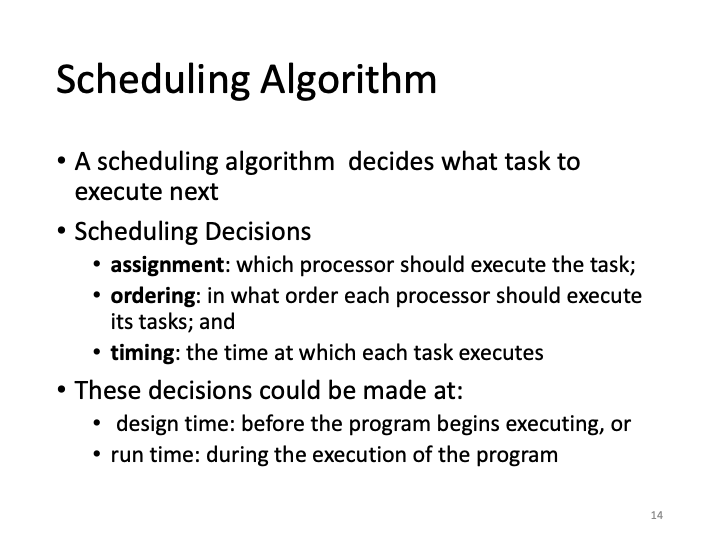 Scheduling Algorithm
• A scheduling algorithm  decides what task to
execute next
• Scheduling Decisions
• assignment: which processor should execute the task;
• ordering: in what order each processor should execute
its tasks; and
• timing: the time at which each task executes
• These decisions could be made at:
•  design time: before the program begins executing, or
• run time: during the execution of the program
14